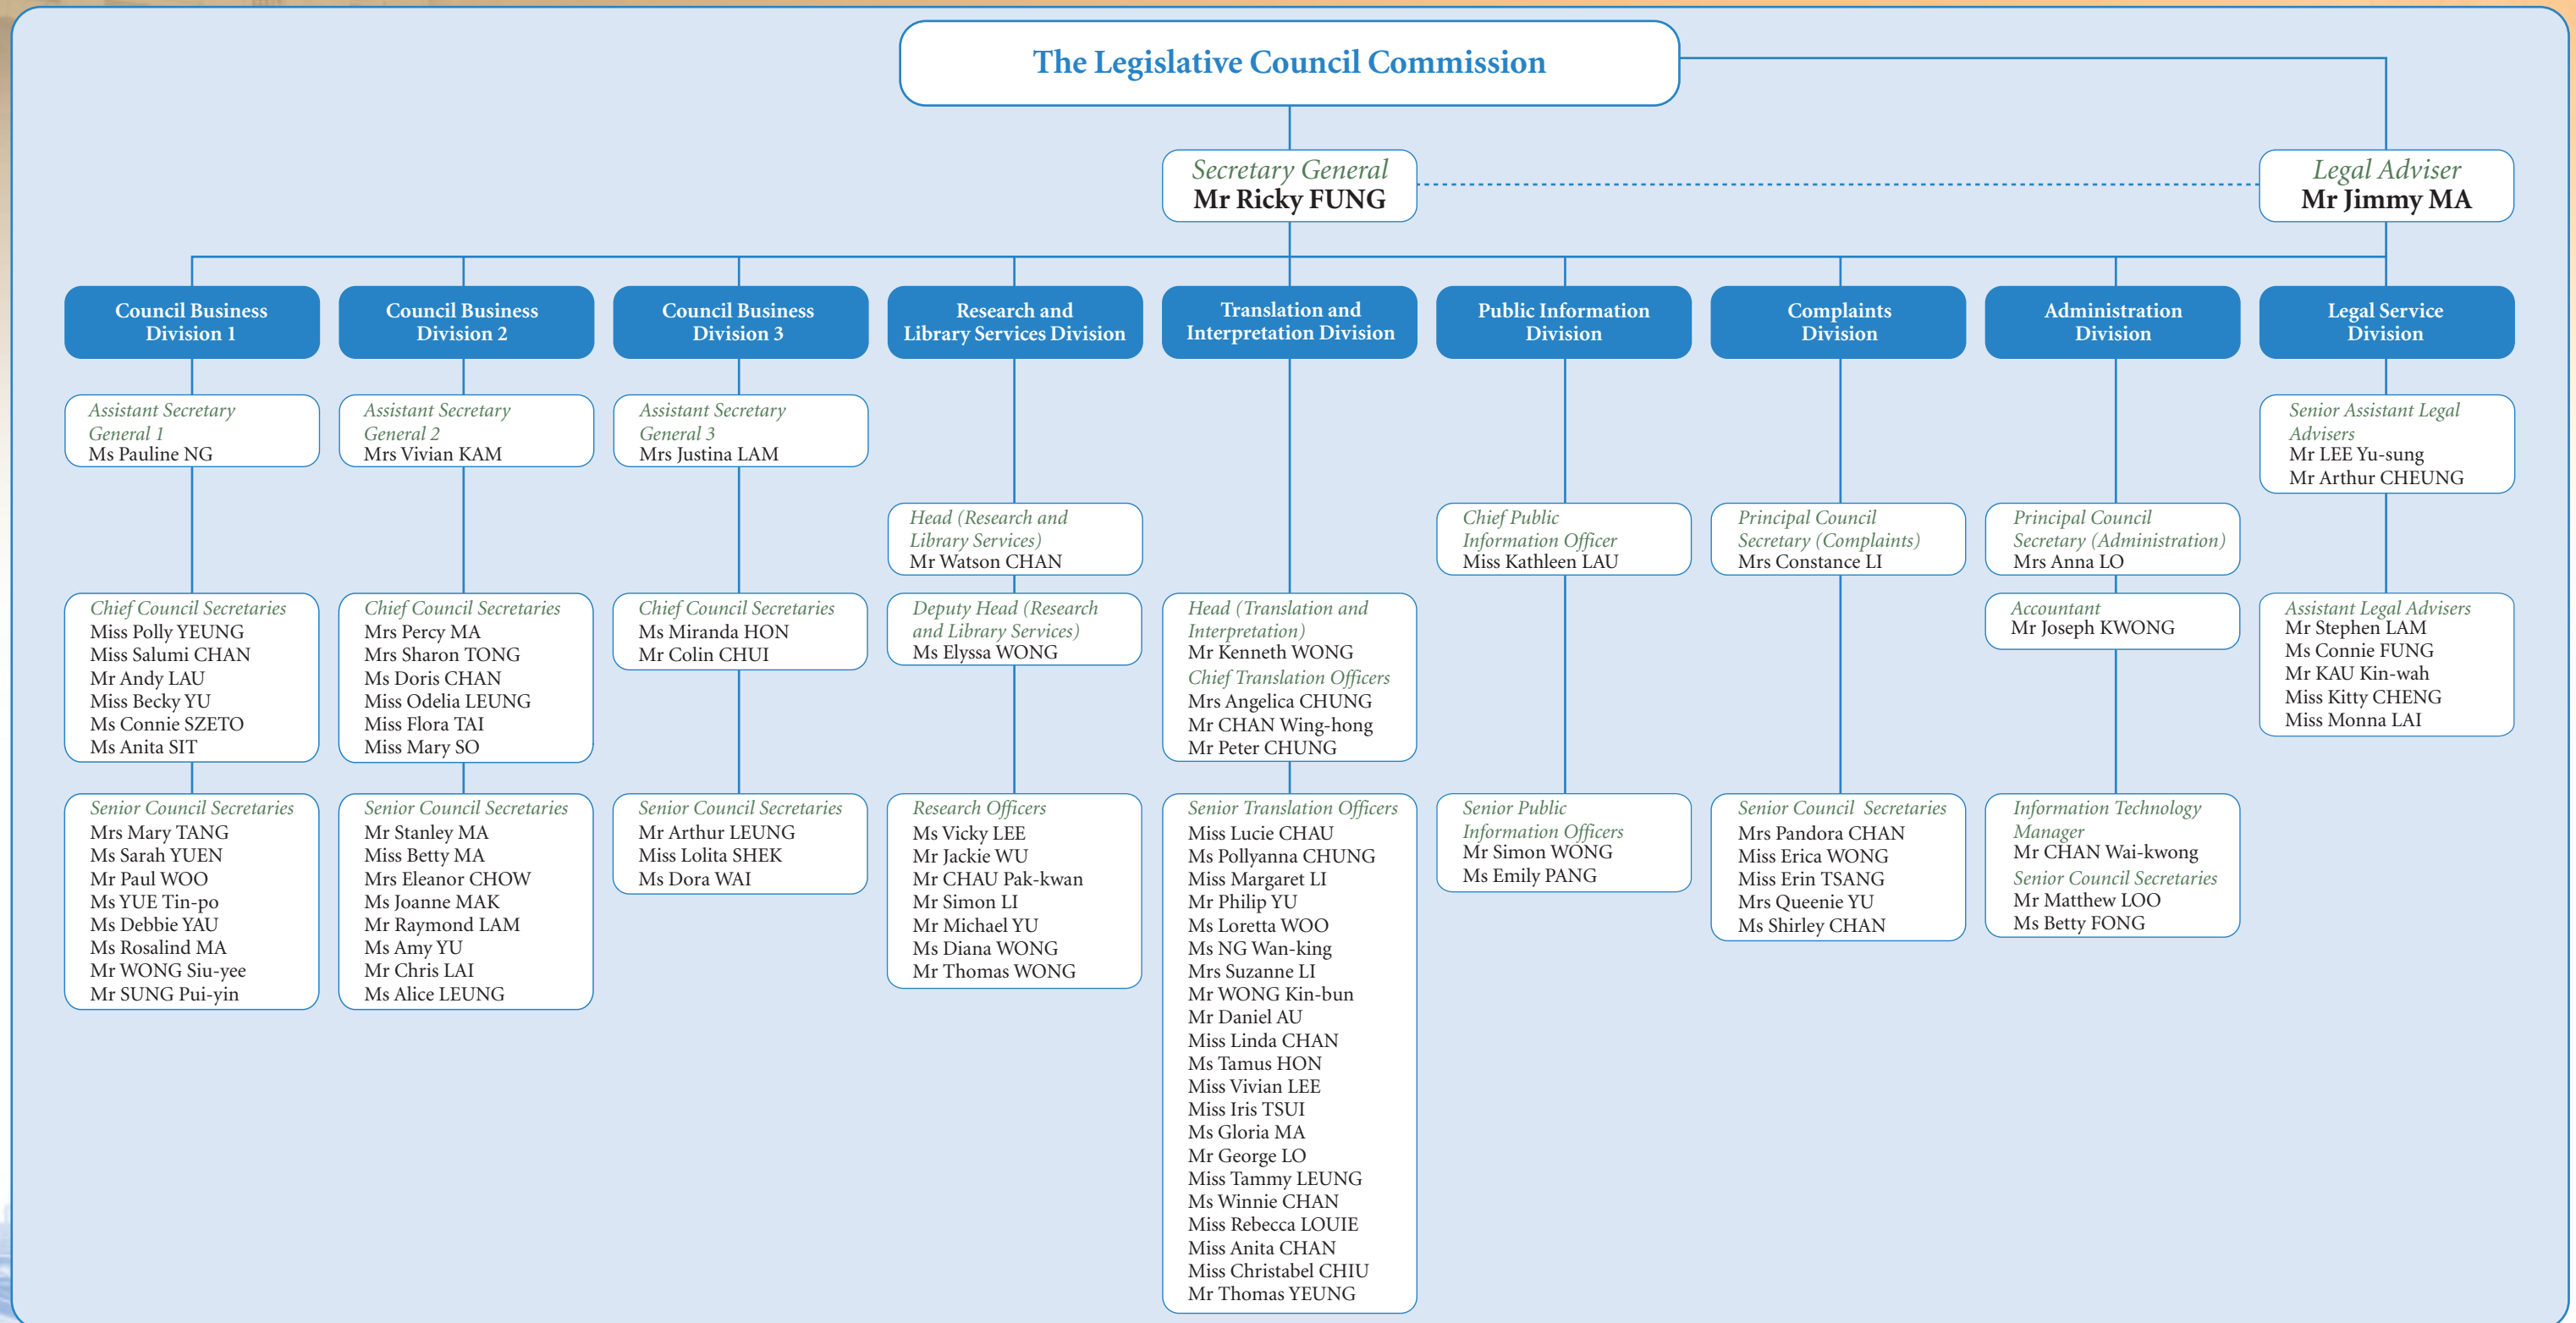 The Legislative Council Commission
Secretary General
Mr Ricky FUNG
Legal Adviser
Mr Jimmy MA
Council Business
Division 1
Assistant Secretary
General 1
Ms Pauline NG
Chief Council Secretaries
Miss Polly YEUNG
Miss Salumi CHAN
Mr Andy LAU
Miss Becky YU
Ms Connie SZETO
Ms Anita SIT
Senior Council Secretaries
Mrs Mary TANG
Ms Sarah YUEN
Mr Paul WOO
Ms YUE Tin-po
Ms Debbie YAU
Ms Rosalind MA
Mr WONG Siu-yee
Mr SUNG Pui-yin
Council Business
Division 2
Assistant Secretary
General 2
Mrs Vivian KAM
Chief Council Secretaries
Mrs Percy MA
Mrs Sharon TONG
Ms Doris CHAN
Miss Odelia LEUNG
Miss Flora TAI
Miss Mary SO
Senior Council Secretaries
Mr Stanley MA
Miss Betty MA
Mrs Eleanor CHOW
Ms Joanne MAK
Mr Raymond LAM
Ms Amy YU
Mr Chris LAI
Ms Alice LEUNG
Council Business
Division 3
Assistant Secretary
General 3
Mrs Justina LAM
Chief Council Secretaries
Ms Miranda HON
Mr Colin CHUI
Senior Council Secretaries
Mr Arthur LEUNG
Miss Lolita SHEK
Ms Dora WAI
Research and
Library Services Division
Head (Research and
Library Services)
Mr Watson CHAN
Deputy Head (Research
and Library Services)
Ms Elyssa WONG
Research Officers
Ms Vicky LEE
Mr Jackie WU
Mr CHAU Pak-kwan
Mr Simon LI
Mr Michael YU
Ms Diana WONG
Mr Thomas WONG
Translation and
Interpretation Division
Head (Translation and
Interpretation)
Mr Kenneth WONG
Chief Translation Officers
Mrs Angelica CHUNG
Mr CHAN Wing-hong
Mr Peter CHUNG
Senior Translation Officers
Miss Lucie CHAU
Ms Pollyanna CHUNG
Miss Margaret LI
Mr Philip YU
Ms Loretta WOO
Ms NG Wan-king
Mrs Suzanne LI
Mr WONG Kin-bun
Mr Daniel AU
Miss Linda CHAN
Ms Tamus HON
Miss Vivian LEE
Miss Iris TSUI
Ms Gloria MA
Mr George LO
Miss Tammy LEUNG
Ms Winnie CHAN
Miss Rebecca LOUIE
Miss Anita CHAN
Miss Christabel CHIU
Mr Thomas YEUNG
Public Information
Division
Chief Public
Information Officer
Miss Kathleen LAU
Senior Public
Information Officers
Mr Simon WONG
Ms Emily PANG
Complaints
Division
Principal Council
Secretary (Complaints)
Mrs Constance LI
Senior Council Secretaries
Mrs Pandora CHAN
Miss Erica WONG
Miss Erin TSANG
Mrs Queenie YU
Ms Shirley CHAN
Administration
Division
Principal Council
Secretary (Administration)
Mrs Anna LO
Accountant
Mr Joseph KWONG
Information Technology
Manager
Mr CHAN Wai-kwong
Senior Council Secretaries
Mr Matthew LOO
Ms Betty FONG
Legal Service
Division
Senior Assistant Legal
Advisers
Mr LEE Yu-sung
Mr Arthur CHEUNG
Assistant Legal Advisers
Mr Stephen LAM
Ms Connie FUNG
Mr KAU Kin-wah
Miss Kitty CHENG
Miss Monna LAI